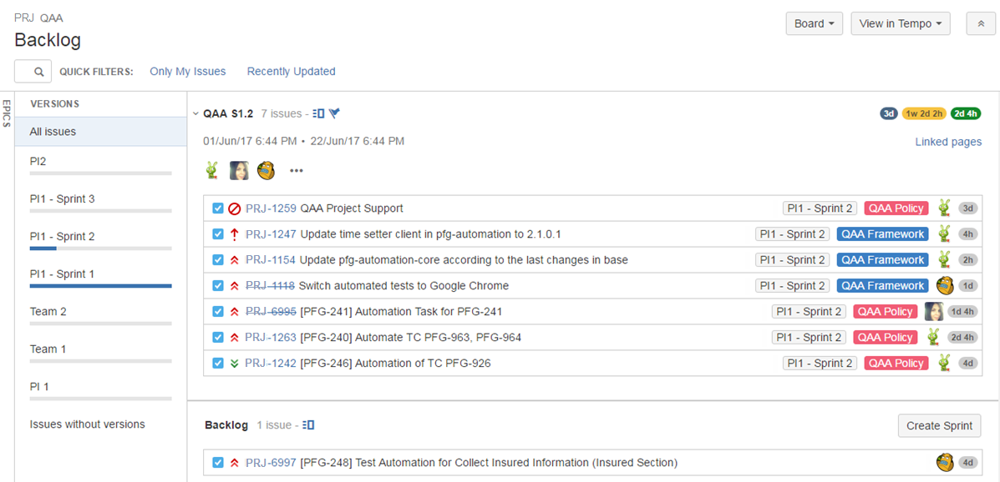 PRJ QAA
Backlog
Board View in Tempo
QUICK FILTERS: Only My Issues Recently Updated
EPICS
VERSIONS
All issues
PI2
PI1 - Sprint 3
PI1 - Sprint 2
PI1 - Sprint 1
Team 2
Team 1
PI 1
Issues without versions
QAA S1.2 7 issues - 3d 1w 2d 2h 2d 4h
01/Jun/17 6:44 PM • 22/Jun/17 6:44 PM Linked pages
•••
PRJ-1259 QAA Project Support PI1 - Sprint 2 QAA Policy 3d
PRJ-1247 Update time setter client in pfg-automation to 2.1.0.1 PI1 - Sprint 2 QAA Framework 4h
PRJ-1154 Update pfg-automation-core according to the last changes in base PI1 - Sprint 2 QAA Framework 2h
PRJ-1118 Switch automated tests to Google Chrome PI1 - Sprint 2 QAA Framework 1d
PRJ-6995 [PFG-241] Automation Task for PFG-241 PI1 - Sprint 2 QAA Policy 1d 4h
PRJ-1263 [PFG-240] Automate TC PFG-963, PFG-964 PI1 - Sprint 2 QAA Policy 2d 4h
PRJ-1242 [PFG-246] Automation of TC PFG-926 PI1 - Sprint 2 QAA Policy 4d
Backlog 1 issue - Create Sprint
PRJ-6997 [PFG-248] Test Automation for Collect Insured Information (Insured Section) 4d